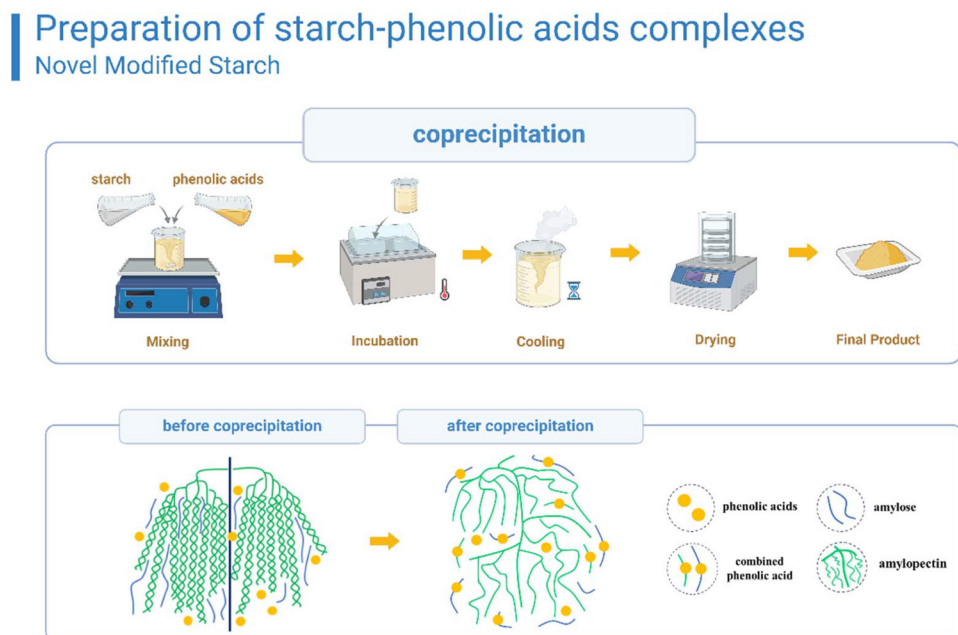 Preparation of starch-phenolic acids complexes
Novel Modified Starch
coprecipitation
starch
phenolic acids
Mixing
Incubation
Cooling
Drying
Final Product
before coprecipitation
after coprecipitation
phenolic acids
amylose
combined
phenolic acid
amylopectin